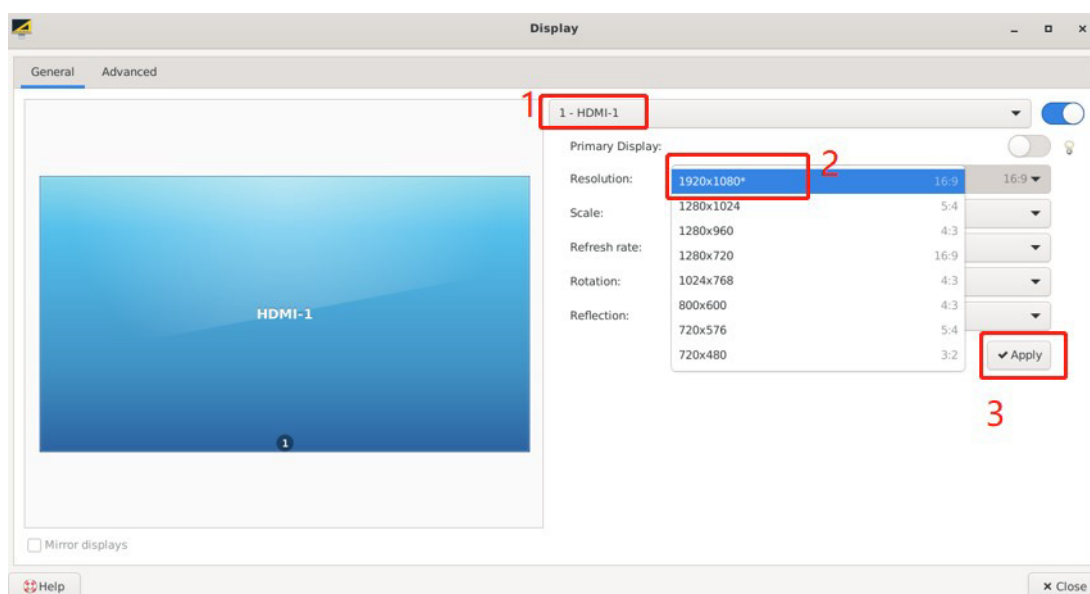 Display
General Advanced
1
1 - HDMI-1
Primary Display:
2
Resolution:
16:9
1920x1080* 16:9
1280x1024 5:4
1280x960 4:3
1280x720 16:9
1024x768 4:3
800x600 4:3
720x576 5:4
720x480 3:2
Scale:
Refresh rate:
Rotation:
Reflection:
Apply
3
HDMI-1
1
Mirror displays
Help
Close